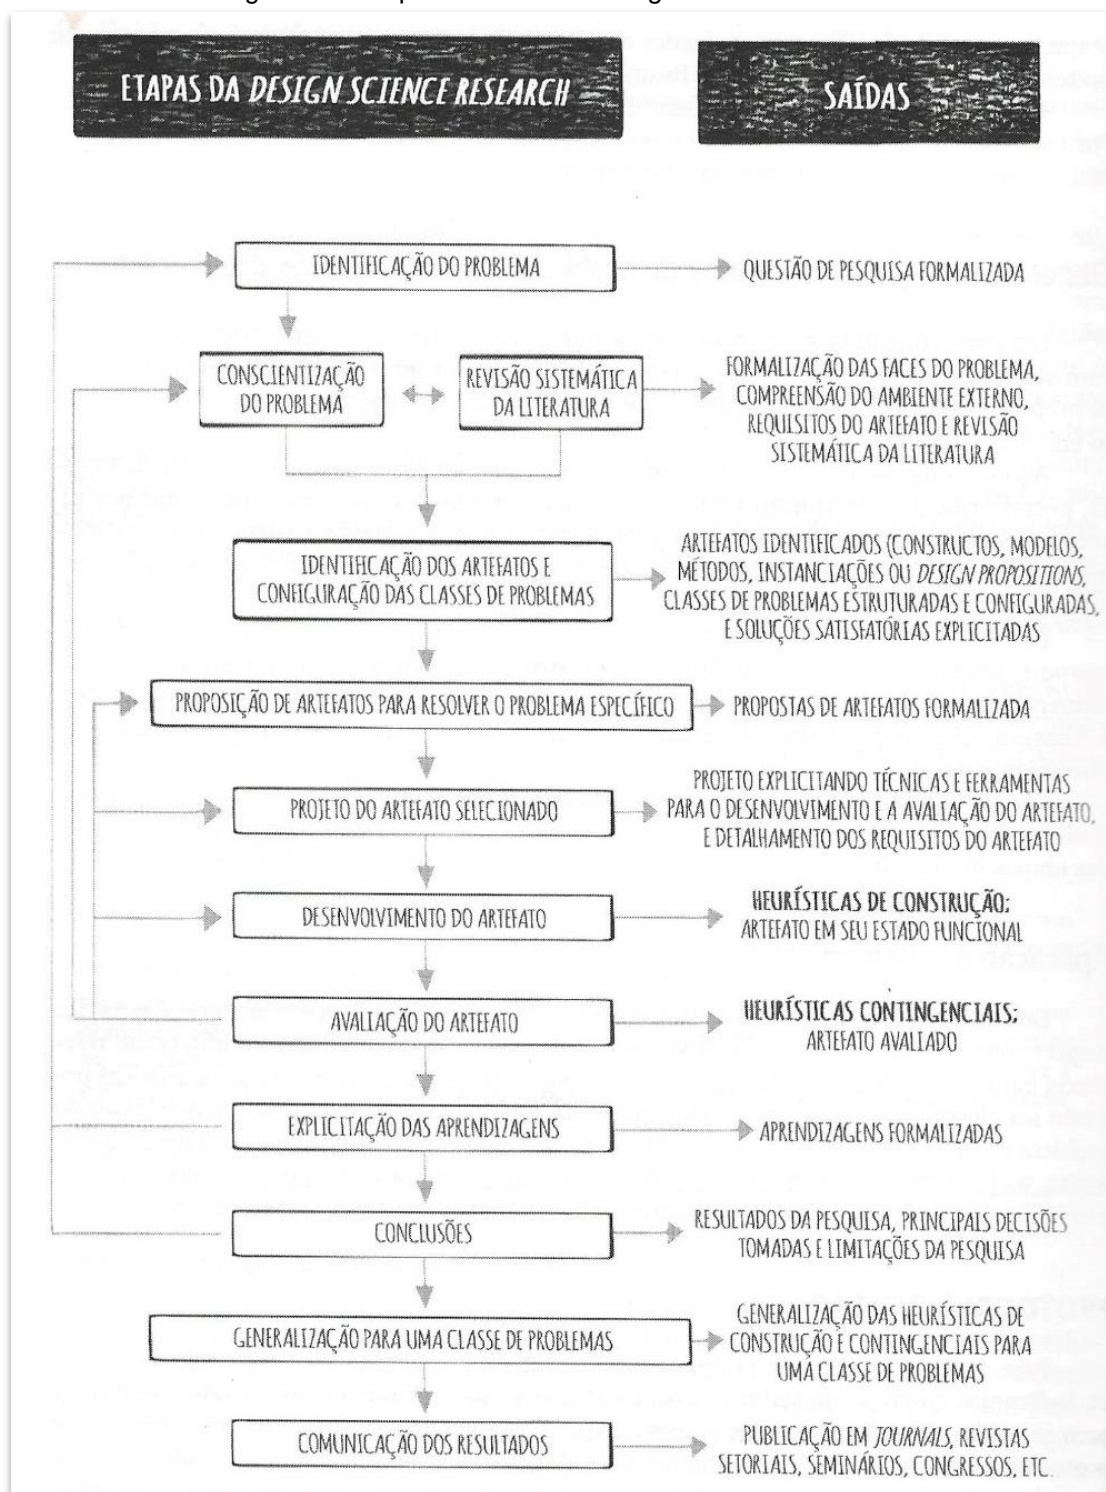 ETAPAS DA DESIGN SCIENCE RESEARCH
SAÍDAS
IDENTIFICAÇÃO DO PROBLEMA
QUESTÃO DE PESQUISA FORMALIZADA
CONSCIENTIZAÇÃO
DO PROBLEMA
REVISÃO SISTEMÁTICA
DA LITERATURA
FORMALIZAÇÃO DAS FACES DO PROBLEMA,
COMPREENSÃO DO AMBIENTE EXTERNO,
REQUISITOS DO ARTEFATO E REVISÃO
SISTEMÁTICA DA LITERATURA
IDENTIFICAÇÃO DOS ARTEFATOS E
CONFIGURAÇÃO DAS CLASSES DE PROBLEMAS
ARTEFATOS IDENTIFICADOS (CONSTRUCTOS, MODELOS,
MÉTODOS, INSTANCIAÇÕES OU DESIGN PROPOSITIONS,
CLASSES DE PROBLEMAS ESTRUTURADAS E CONFIGURADAS,
E SOLUÇÕES SATISFATÓRIAS EXPLICITADAS
PROPOSIÇÃO DE ARTEFATOS PARA RESOLVER O PROBLEMA ESPECÍFICO
PROPOSTAS DE ARTEFATOS FORMALIZADA
PROJETO DO ARTEFATO SELECIONADO
PROJETO EXPLICITANDO TÉCNICAS E FERRAMENTAS
PARA O DESENVOLVIMENTO E A AVALIAÇÃO DO ARTEFATO,
E DETALHAMENTO DOS REQUISITOS DO ARTEFATO
DESENVOLVIMENTO DO ARTEFATO
HEURÍSTICAS DE CONSTRUÇÃO;
ARTEFATO EM SEU ESTADO FUNCIONAL
AVALIAÇÃO DO ARTEFATO
HEURÍSTICAS CONTINGENCIAIS;
ARTEFATO AVALIADO
EXPLICITAÇÃO DAS APRENDIZAGENS
APRENDIZAGENS FORMALIZADAS
CONCLUSÕES
RESULTADOS DA PESQUISA, PRINCIPAIS DECISÕES
TOMADAS E LIMITAÇÕES DA PESQUISA
GENERALIZAÇÃO PARA UMA CLASSE DE PROBLEMAS
GENERALIZAÇÃO DAS HEURÍSTICAS DE
CONSTRUÇÃO E CONTINGENCIAIS PARA
UMA CLASSE DE PROBLEMAS
COMUNICAÇÃO DOS RESULTADOS
PUBLICAÇÃO EM JOURNALS, REVISTAS
SETORIAIS, SEMINÁRIOS, CONGRESSOS, ETC.